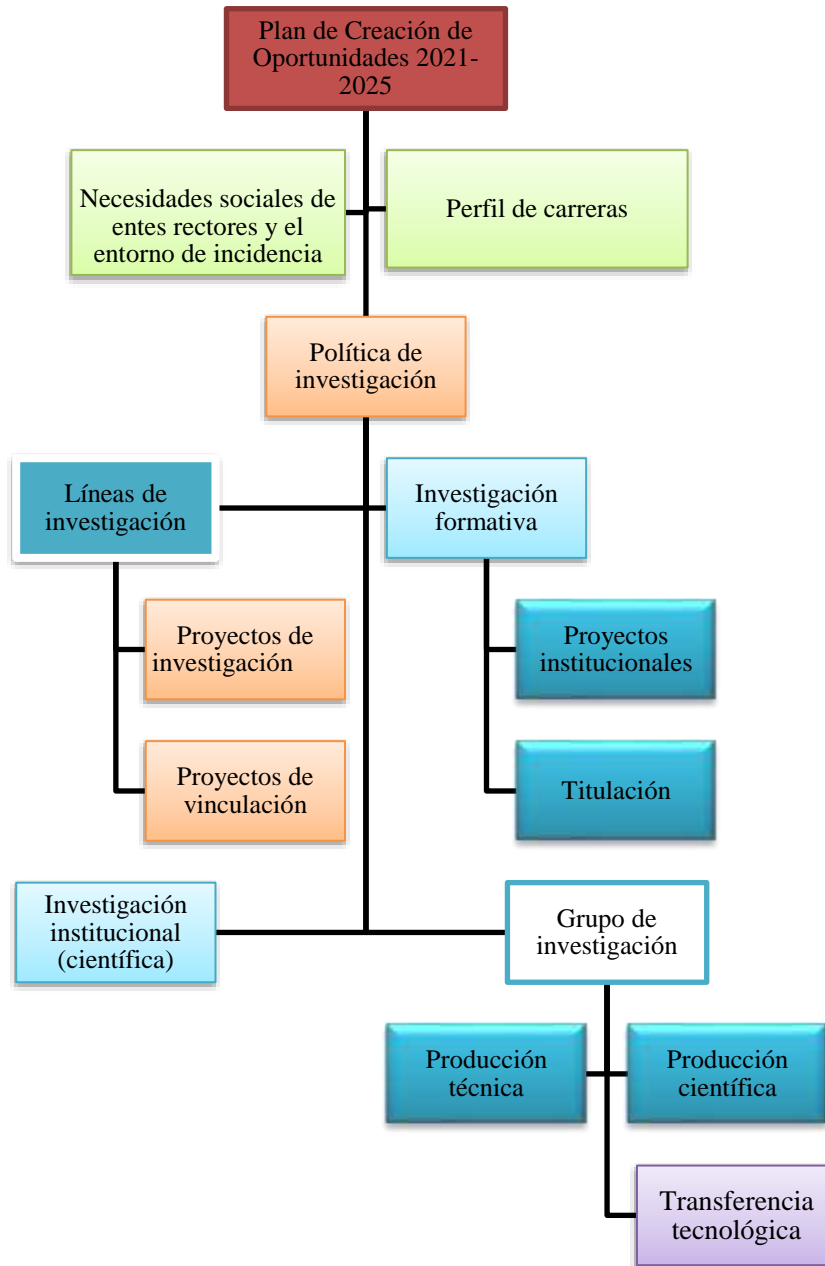 Plan de Creación de
Oportunidades 2021-
2025
Necesidades sociales de
entes rectores y el
entorno de incidencia
Perfil de carreras
Política de
investigación
Líneas de
investigación
Investigación
formativa
Proyectos de
investigación
Proyectos
institucionales
Proyectos de
vinculación
Titulación
Investigación
institucional
(científica)
Grupo de
investigación
Producción
técnica
Producción
científica
Transferencia
tecnológica